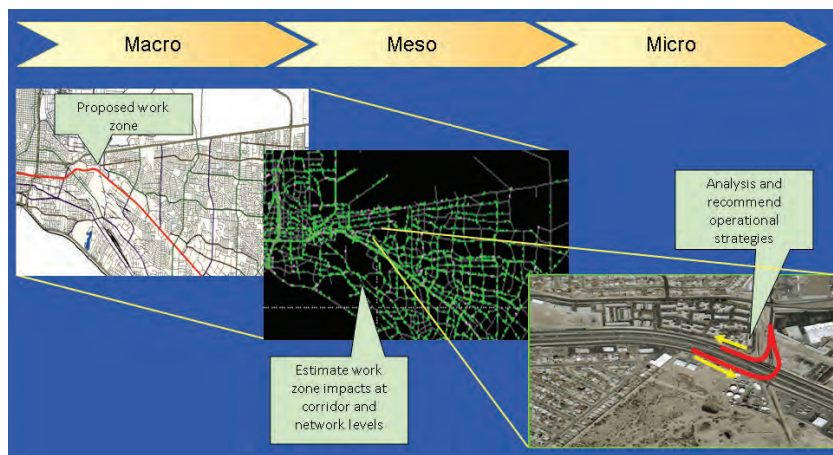 Macro
Meso
Micro
Proposed work
zone
Analysis and
recommend
operational
strategies
Estimate work
zone impacts at
corridor and
network levels